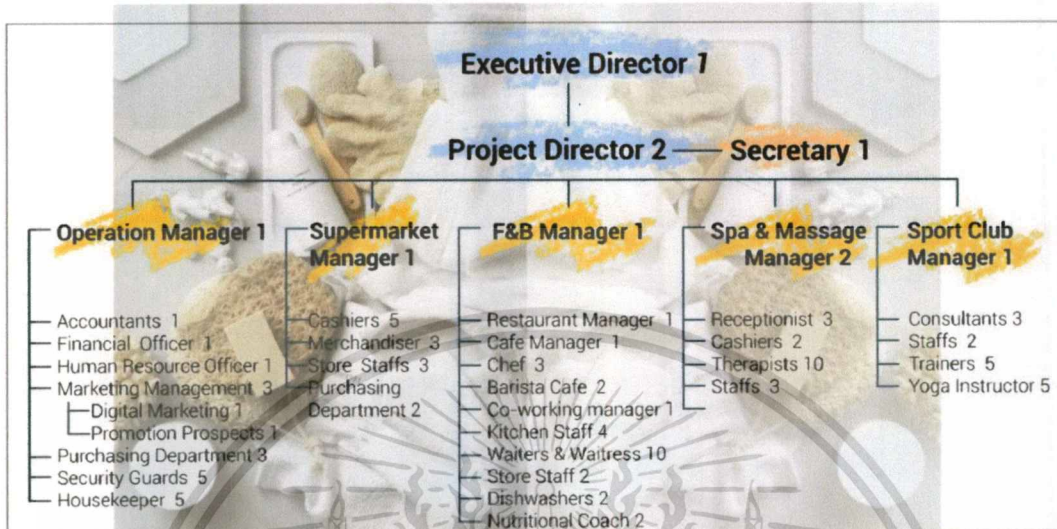 Executive Director 1
Project Director 2
Secretary 1
Operation Manager 1
Accountants 1
Financial Officer 1
Human Resource Officer 1
Marketing Management 3
Digital Marketing 1
Promotion Prospects 1
Purchasing Department 3
Security Guards 5
Housekeeper 5
Supermarket
Manager 1
Cashiers 5
Merchandiser 3
Store Staffs 3
Purchasing
Department 2
F&B Manager 1
Restaurant Manager 1
Cafe Manager 1
Chef 3
Barista Cafe 2
Co-working manager 1
Kitchen Staff 4
Waiters & Waitress 10
Store Staff 2
Dishwashers 2
Nutritional Coach 2
Spa & Massage
Manager 2
Receptionist 3
Cashiers 2
Therapists 10
Staffs 3
Sport Club
Manager 1
Consultants 3
Staffs 2
Trainers 5
Yoga Instructor 5